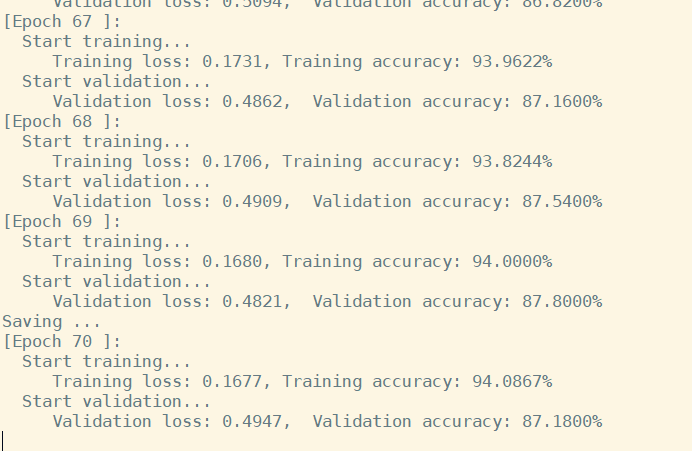 Validation loss: 0.5094, Validation accuracy: 86.8200%
[Epoch 67 ]:
Start training...
Training loss: 0.1731, Training accuracy: 93.9622%
Start validation...
Validation loss: 0.4862, Validation accuracy: 87.1600%
[Epoch 68 ]:
Start training...
Training loss: 0.1706, Training accuracy: 93.8244%
Start validation...
Validation loss: 0.4909, Validation accuracy: 87.5400%
[Epoch 69 ]:
Start training...
Training loss: 0.1680, Training accuracy: 94.0000%
Start validation...
Validation loss: 0.4821, Validation accuracy: 87.8000%
Saving ...
[Epoch 70 ]:
Start training...
Training loss: 0.1677, Training accuracy: 94.0867%
Start validation...
Validation loss: 0.4947, Validation accuracy: 87.1800%